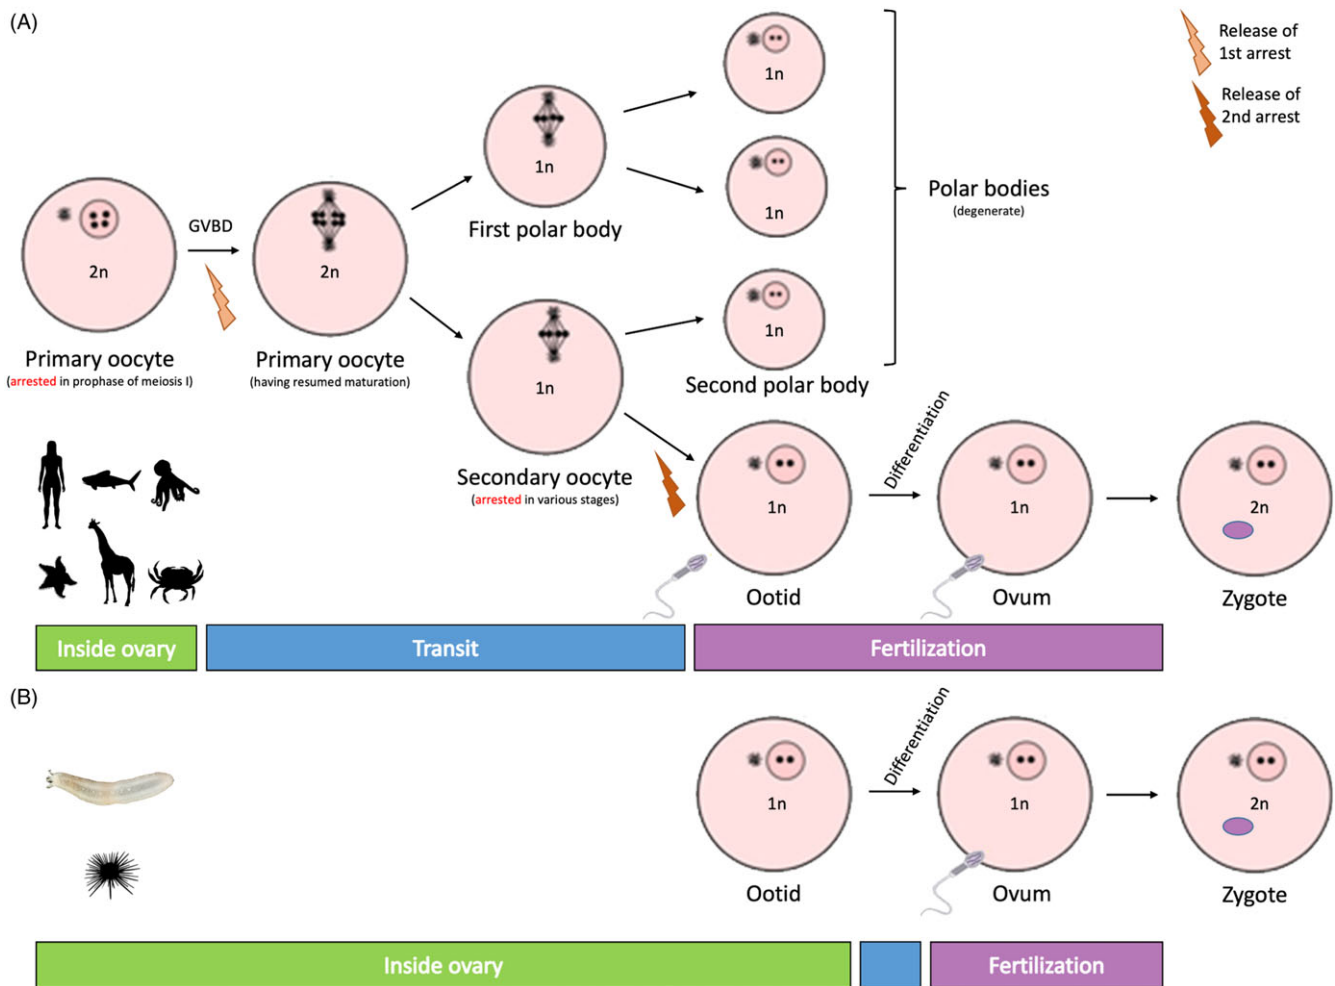 (A)
1n
Release of
1st arrest
Release of
2nd arrest
1n
GVBD
2n
2n
1n
First polar body
Polar bodies
(degenerate)
Primary oocyte
(arrested in prophase of meiosis I)
Primary oocyte
(having resumed maturation)
1n
1n
Second polar body
Secondary oocyte
(arrested in various stages)
Differentiation
1n
1n
2n
Ootid
Ovum
Zygote
Inside ovary
Transit
Fertilization
(B)
Differentiation
1n
1n
2n
Ootid
Ovum
Zygote
Inside ovary
Fertilization